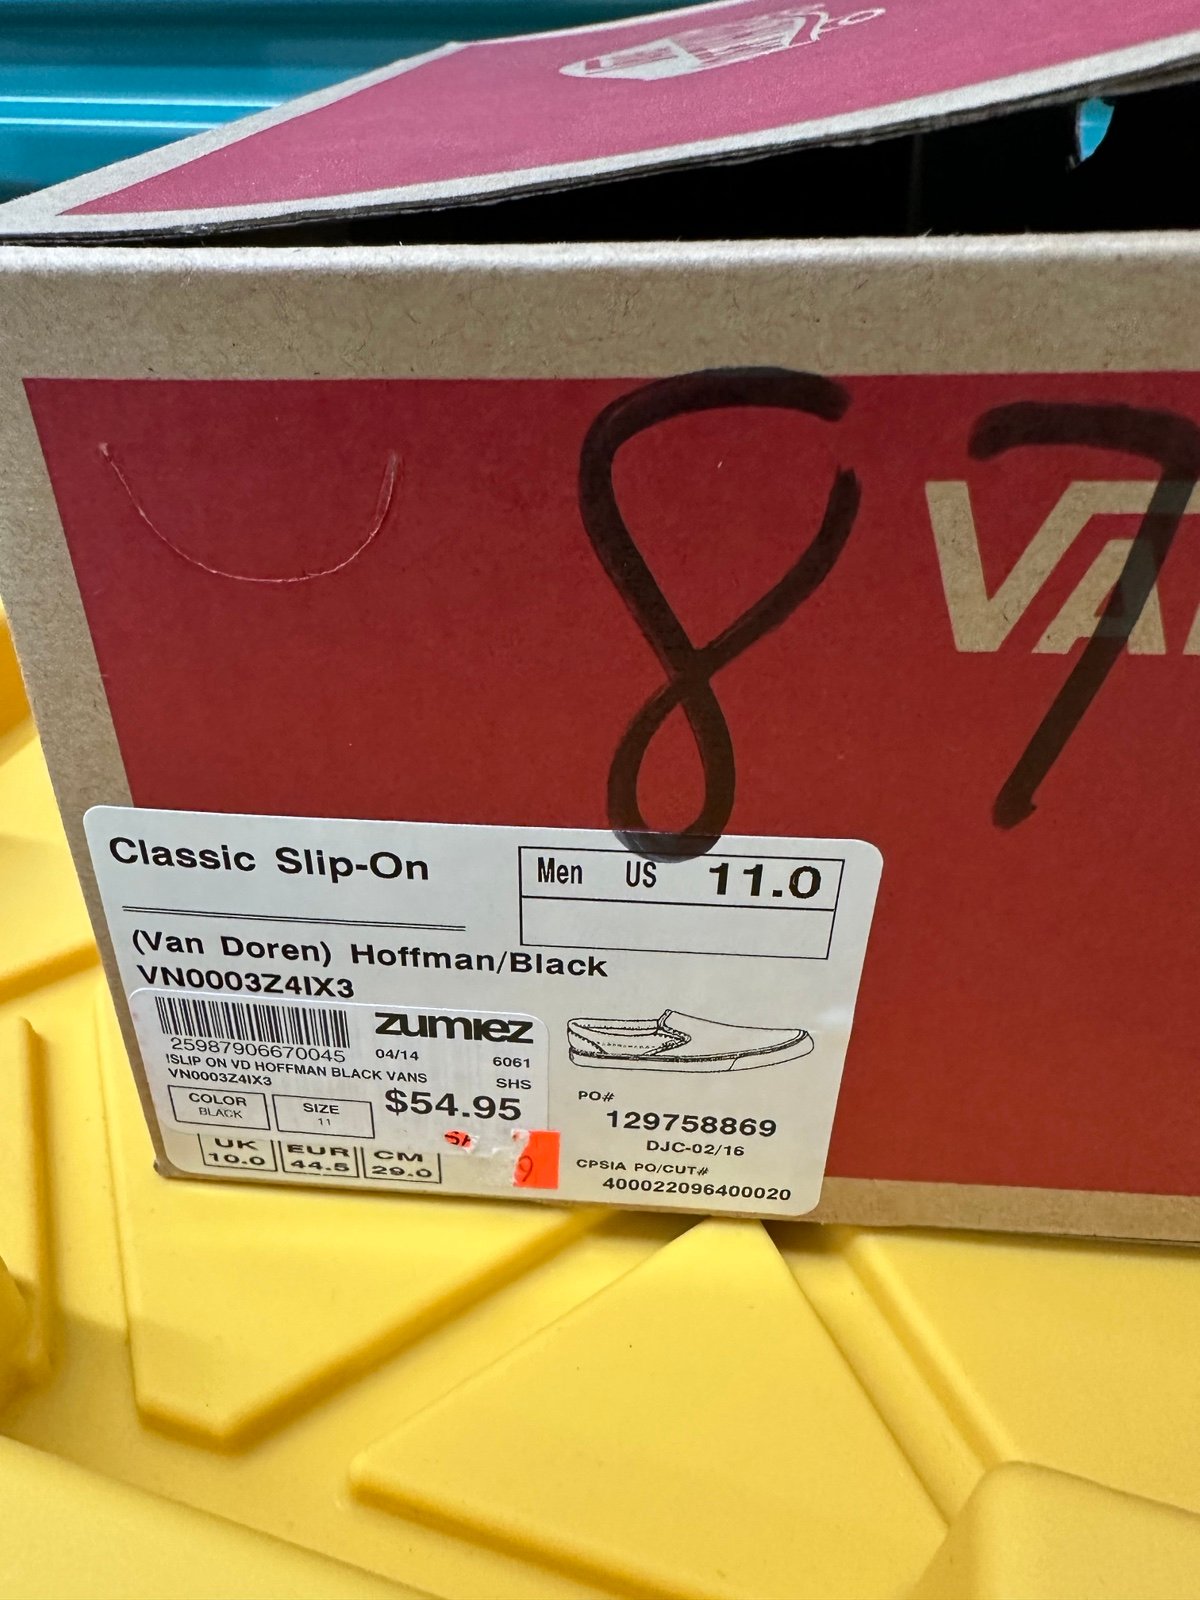 87
VA
Classic Slip-On
Men US 11.0
(Van Doren) Hoffman/Black
VN0003Z4IX3
zumiez
25987906670045 04/14 6061
!SLIP ON VD HOFFMAN BLACK VANS SHS
VN0003Z4IX3
COLOR
BLACK
SIZE
11
$54.95
UK
10.0
EUR
44.5
CM
29.0
9
PO#
129758869
DJC-02/16
CPSIA PO/CUT#
400022096400020